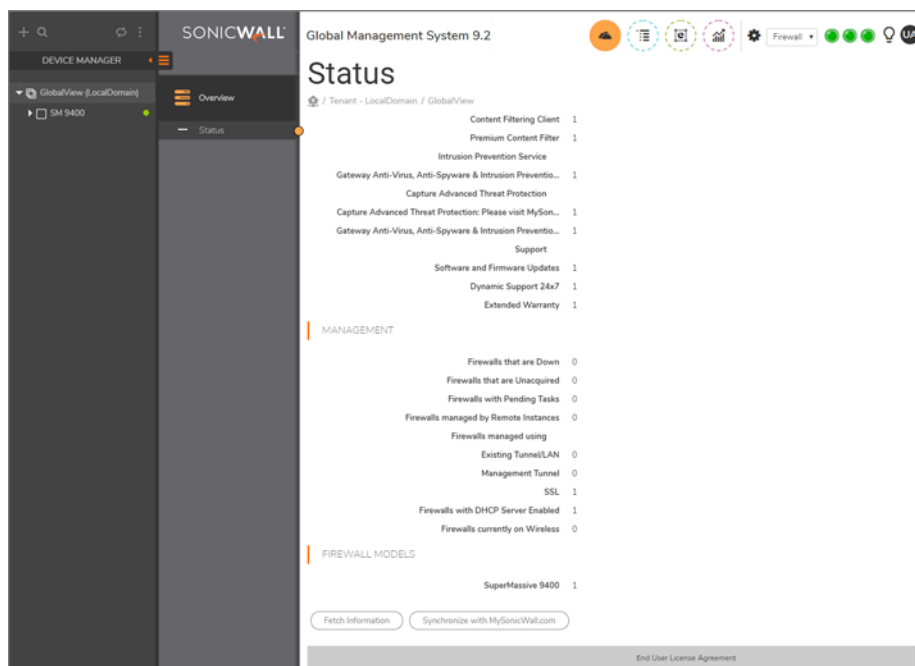 SONICWALL
Global Management System 9.2
Firewall
UA
DEVICE MANAGER
GlobalView (LocalDomain)
SM 9400
Overview
Status
Status
/ Tenant - LocalDomain / GlobalView
Content Filtering Client 1
Premium Content Filter 1
Intrusion Prevention Service
Gateway Anti-Virus, Anti-Spyware & Intrusion Preventio... 1
Capture Advanced Threat Protection
Capture Advanced Threat Protection: Please visit MySon... 1
Gateway Anti-Virus, Anti-Spyware & Intrusion Preventio... 1
Support
Software and Firmware Updates 1
Dynamic Support 24x7 1
Extended Warranty 1
MANAGEMENT
Firewalls that are Down 0
Firewalls that are Unacquired 0
Firewalls with Pending Tasks 0
Firewalls managed by Remote Instances 0
Firewalls managed using
Existing Tunnel/LAN 0
Management Tunnel 0
SSL 1
Firewalls with DHCP Server Enabled 1
Firewalls currently on Wireless 0
FIREWALL MODELS
SuperMassive 9400 1
Fetch Information
Synchronize with MySonicWall.com
End User License Agreement